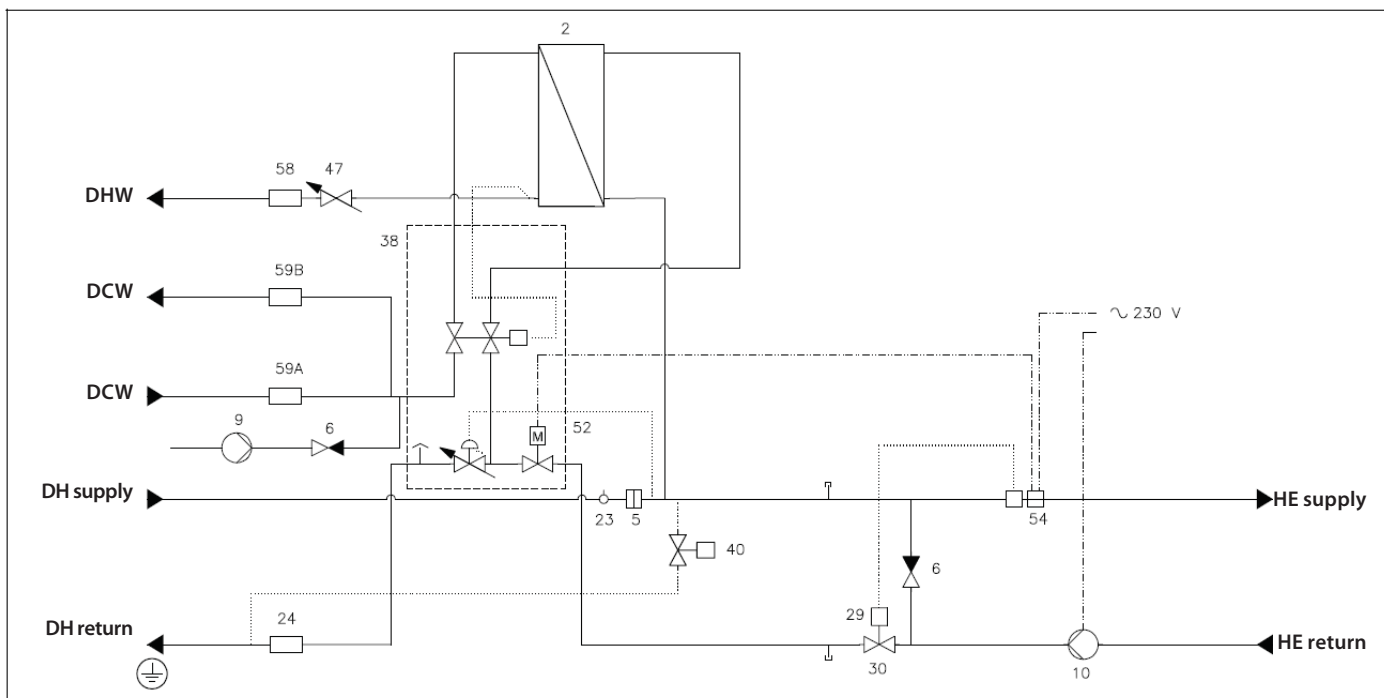 2
58
47
DHW
38
59B
DCW
∿ 230 V
59A
DCW
9
6
52
M
DH supply
HE supply
23
5
54
40
6
29
24
DH return
HE return
30
10